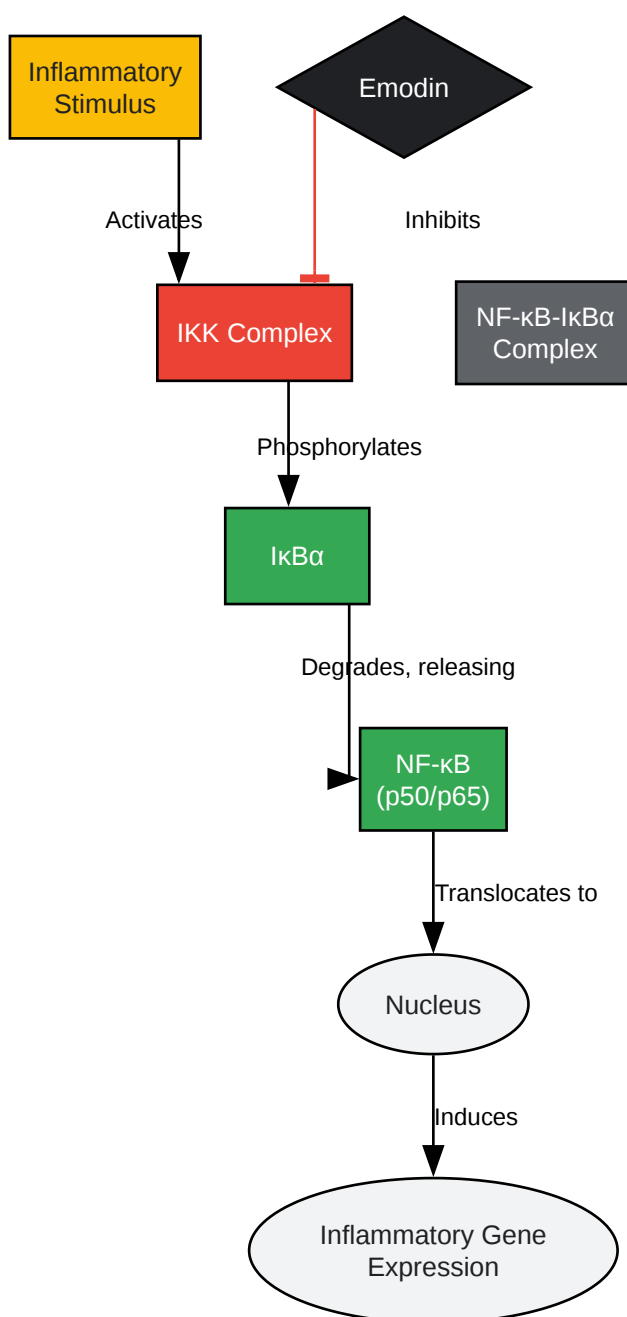 Inflammatory
Stimulus
Emodin
Activates
Inhibits
IKK Complex
NF-κB-IκBα
Complex
Phosphorylates
IκBα
Degrades, releasing
NF-κB
(p50/p65)
Translocates to
Nucleus
Induces
Inflammatory Gene
Expression